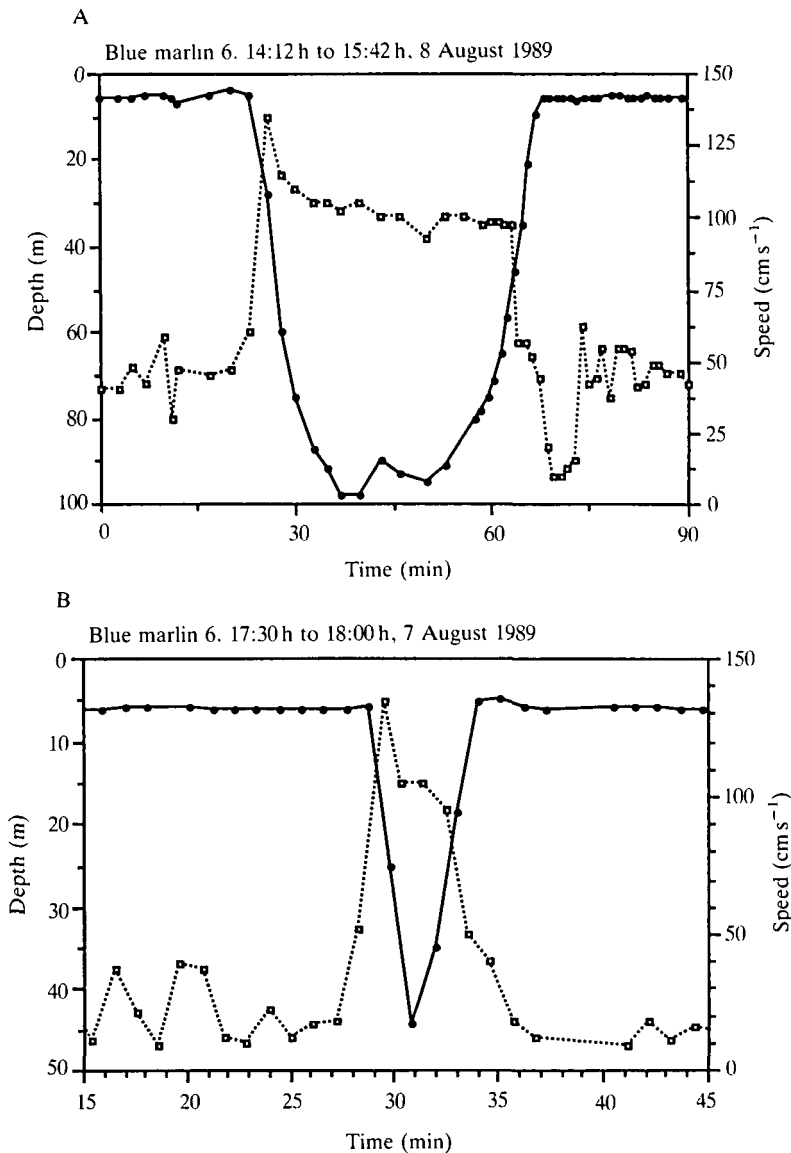 A
Blue marlin 6. 14:12 h to 15:42 h, 8 August 1989
0
20
40
60
80
100
Depth (m)
150
125
100
75
50
25
0
Speed (cm s⁻¹)
0 30 60 90
Time (min)
B
Blue marlin 6. 17:30 h to 18:00 h, 7 August 1989
0
10
20
30
40
50
Depth (m)
150
100
50
0
Speed (cm s⁻¹)
15 20 25 30 35 40 45
Time (min)